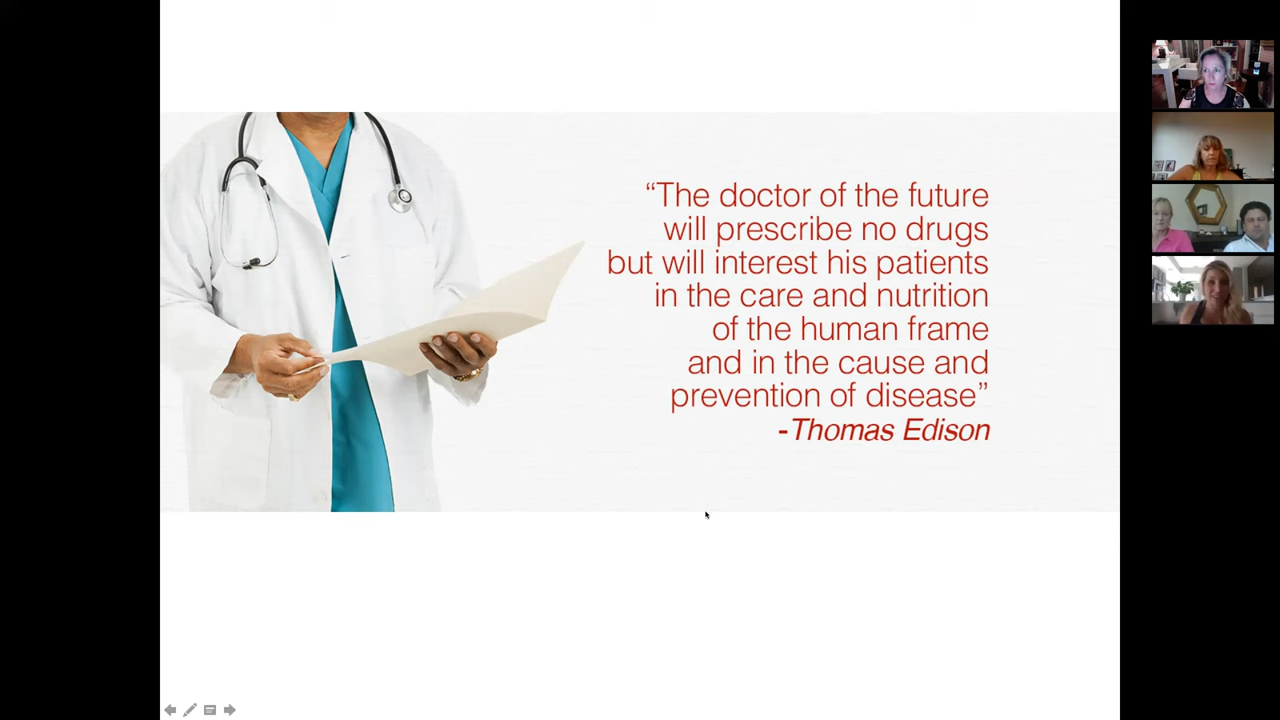 “The doctor of the future
will prescribe no drugs
but will interest his patients
in the care and nutrition
of the human frame
and in the cause and
prevention of disease”
-Thomas Edison